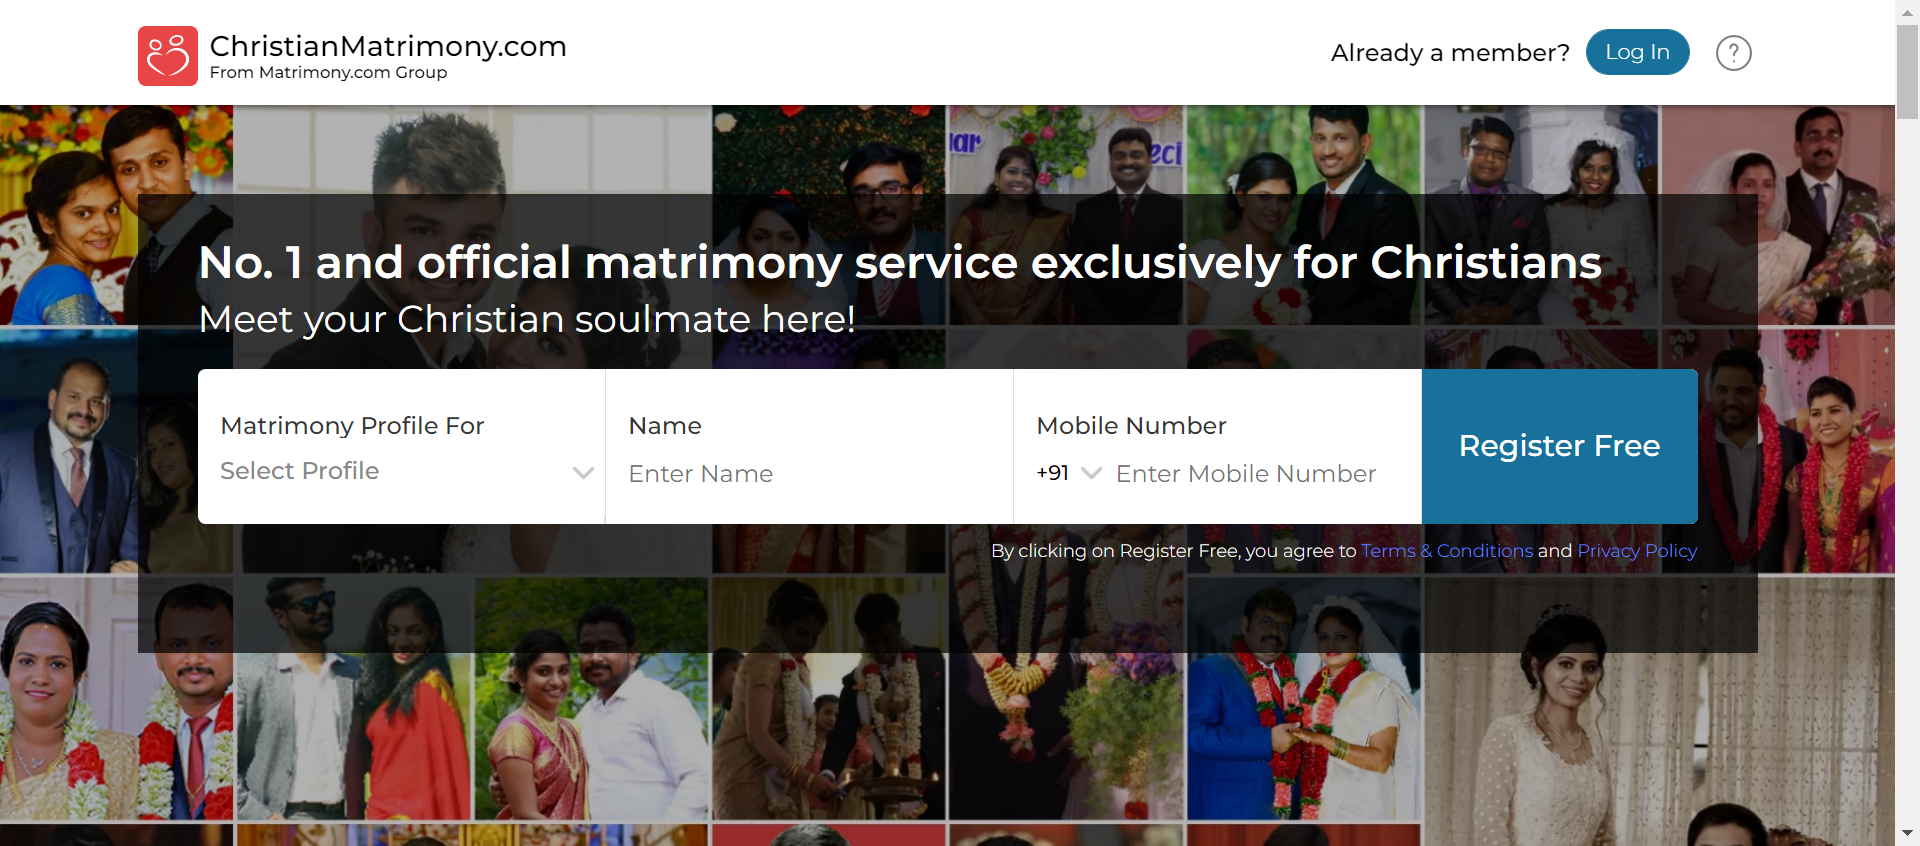 ChristianMatrimony.com
From Matrimony.com Group
Already a member?
Log In
?
No. 1 and official matrimony service exclusively for Christians
Meet your Christian soulmate here!
Matrimony Profile For
Select Profile
Name
Enter Name
Mobile Number
+91
Enter Mobile Number
Register Free
By clicking on Register Free, you agree to Terms & Conditions and Privacy Policy